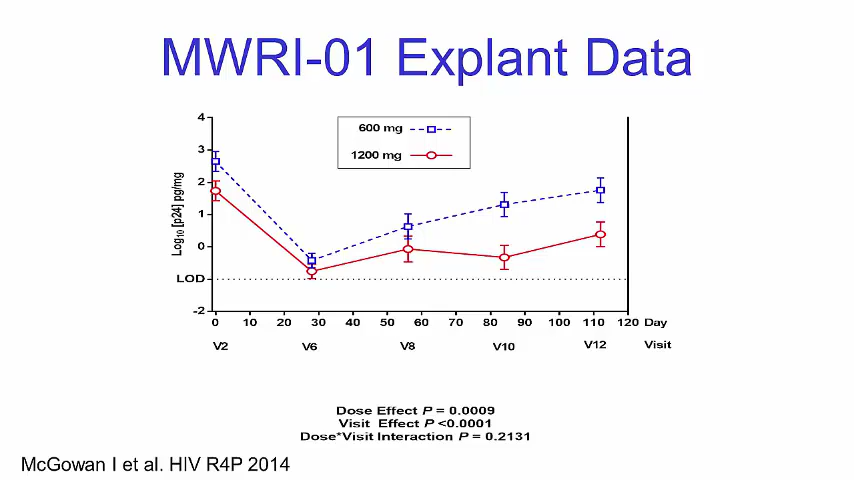 MWRI-01 Explant Data
4
3
2
1
0
LOD
-2
Log10 [p24] pg/mg
600 mg
1200 mg
0 10 20 30 40 50 60 70 80 90 100 110 120 Day
V2 V6 V8 V10 V12 Visit
Dose Effect P = 0.0009
Visit Effect P <0.0001
Dose*Visit Interaction P = 0.2131
McGowan I et al. HIV R4P 2014